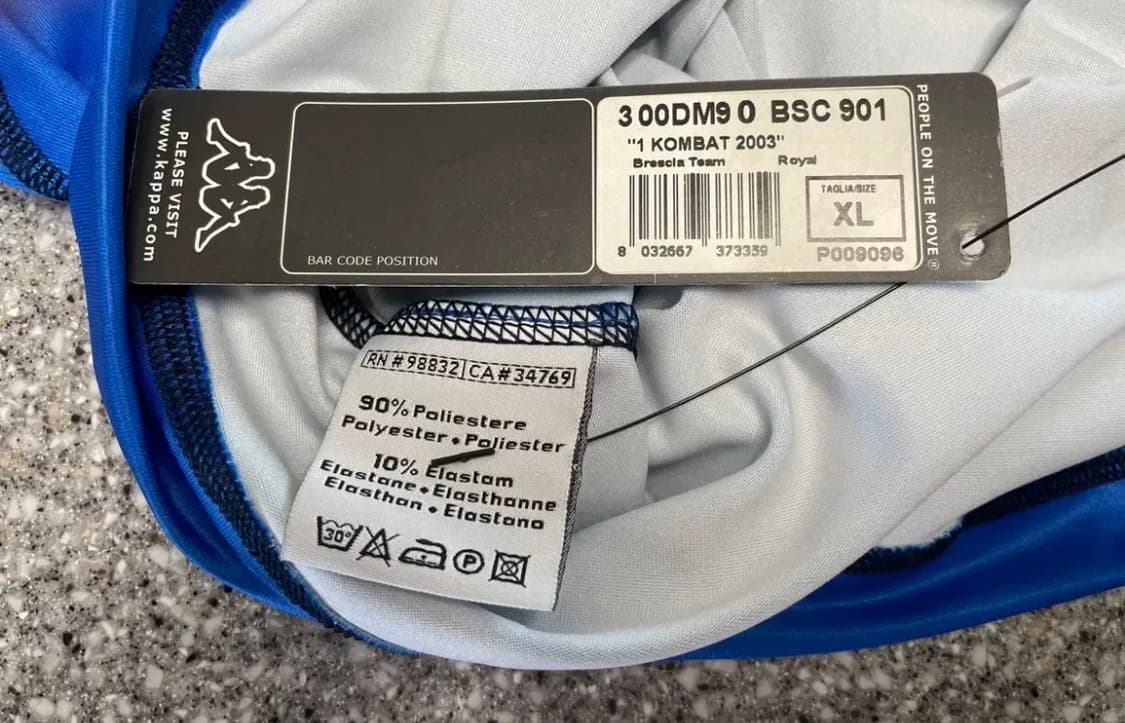 PLEASE VISIT
www.kappa.com
BAR CODE POSITION
3 00DM9 0 BSC 901
"1 KOMBAT 2003"
Brescia Team Royal
TAGLIA/SIZE
XL
8 032667 373359
P009096
PEOPLE ON THE MOVE®
RN # 98832 CA # 34769
90% Poliestere
Polyester • Poliester
10% Elastam
Elastane • Elasthanne
Elasthan • Elastano
30°
P